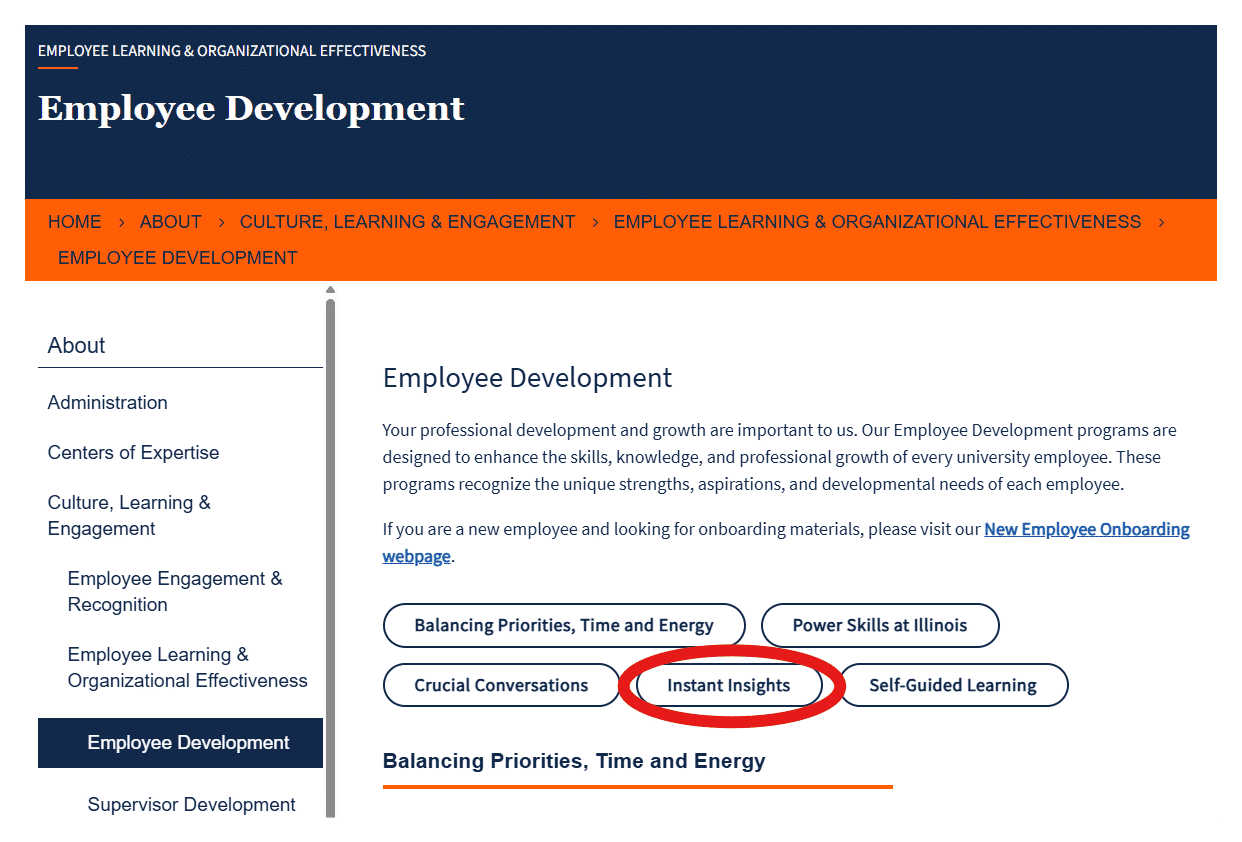 EMPLOYEE LEARNING & ORGANIZATIONAL EFFECTIVENESS
Employee Development
HOME > ABOUT > CULTURE, LEARNING & ENGAGEMENT > EMPLOYEE LEARNING & ORGANIZATIONAL EFFECTIVENESS >
EMPLOYEE DEVELOPMENT
About
Administration
Centers of Expertise
Culture, Learning &
Engagement
Employee Engagement &
Recognition
Employee Learning &
Organizational Effectiveness
Employee Development
Supervisor Development
Employee Development
Your professional development and growth are important to us. Our Employee Development programs are
designed to enhance the skills, knowledge, and professional growth of every university employee. These
programs recognize the unique strengths, aspirations, and developmental needs of each employee.
If you are a new employee and looking for onboarding materials, please visit our New Employee Onboarding
webpage.
Balancing Priorities, Time and Energy
Power Skills at Illinois
Crucial Conversations
Instant Insights
Self-Guided Learning
Balancing Priorities, Time and Energy